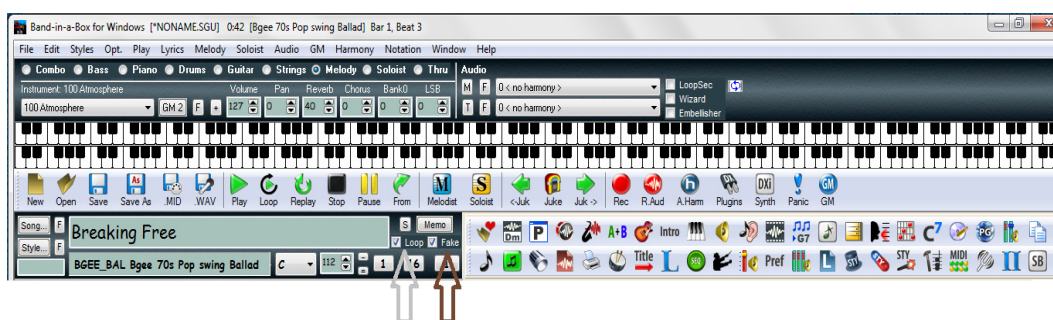 Band-in-a-Box for Windows [*NONAME.SGU] 0:42 [Bgee 70s Pop swing Ballad] Bar 1, Beat 3
File Edit Styles Opt. Play Lyrics Melody Soloist Audio GM Harmony Notation Window Help
Combo Bass Piano Drums Guitar Strings Melody Soloist Thru Audio
Instrument: 100 Atmosphere Volume Pan Reverb Chorus Bank0 LSB M F 0 < no harmony > LoopSec
Wizard
100 Atmosphere GM 2 F + 127 0 40 0 0 0 T F 0 < no harmony > Embellisher
New Open Save Save As .MID .WAV Play Loop Replay Stop Pause From Melodist Soloist <-Juk Juke Juk -> Rec R.Aud A.Harm Plugins Synth Panic GM
Song... F Breaking Free S Memo
Loop Fake
Style... F
BGEE_BAL Bgee 70s Pop swing Ballad C 112 1
Dm P A+B Intro G7 C7 PG
Title L SEQ Pref STY MIDI SB